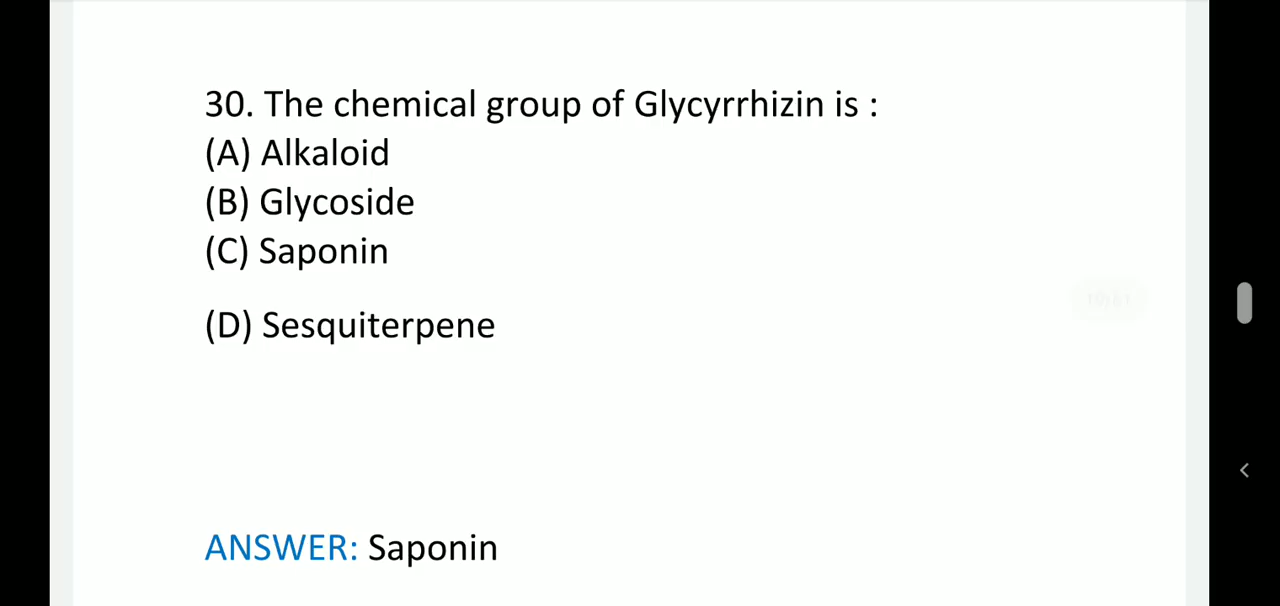 30. The chemical group of Glycyrrhizin is :
(A) Alkaloid
(B) Glycoside
(C) Saponin
(D) Sesquiterpene
ANSWER: Saponin